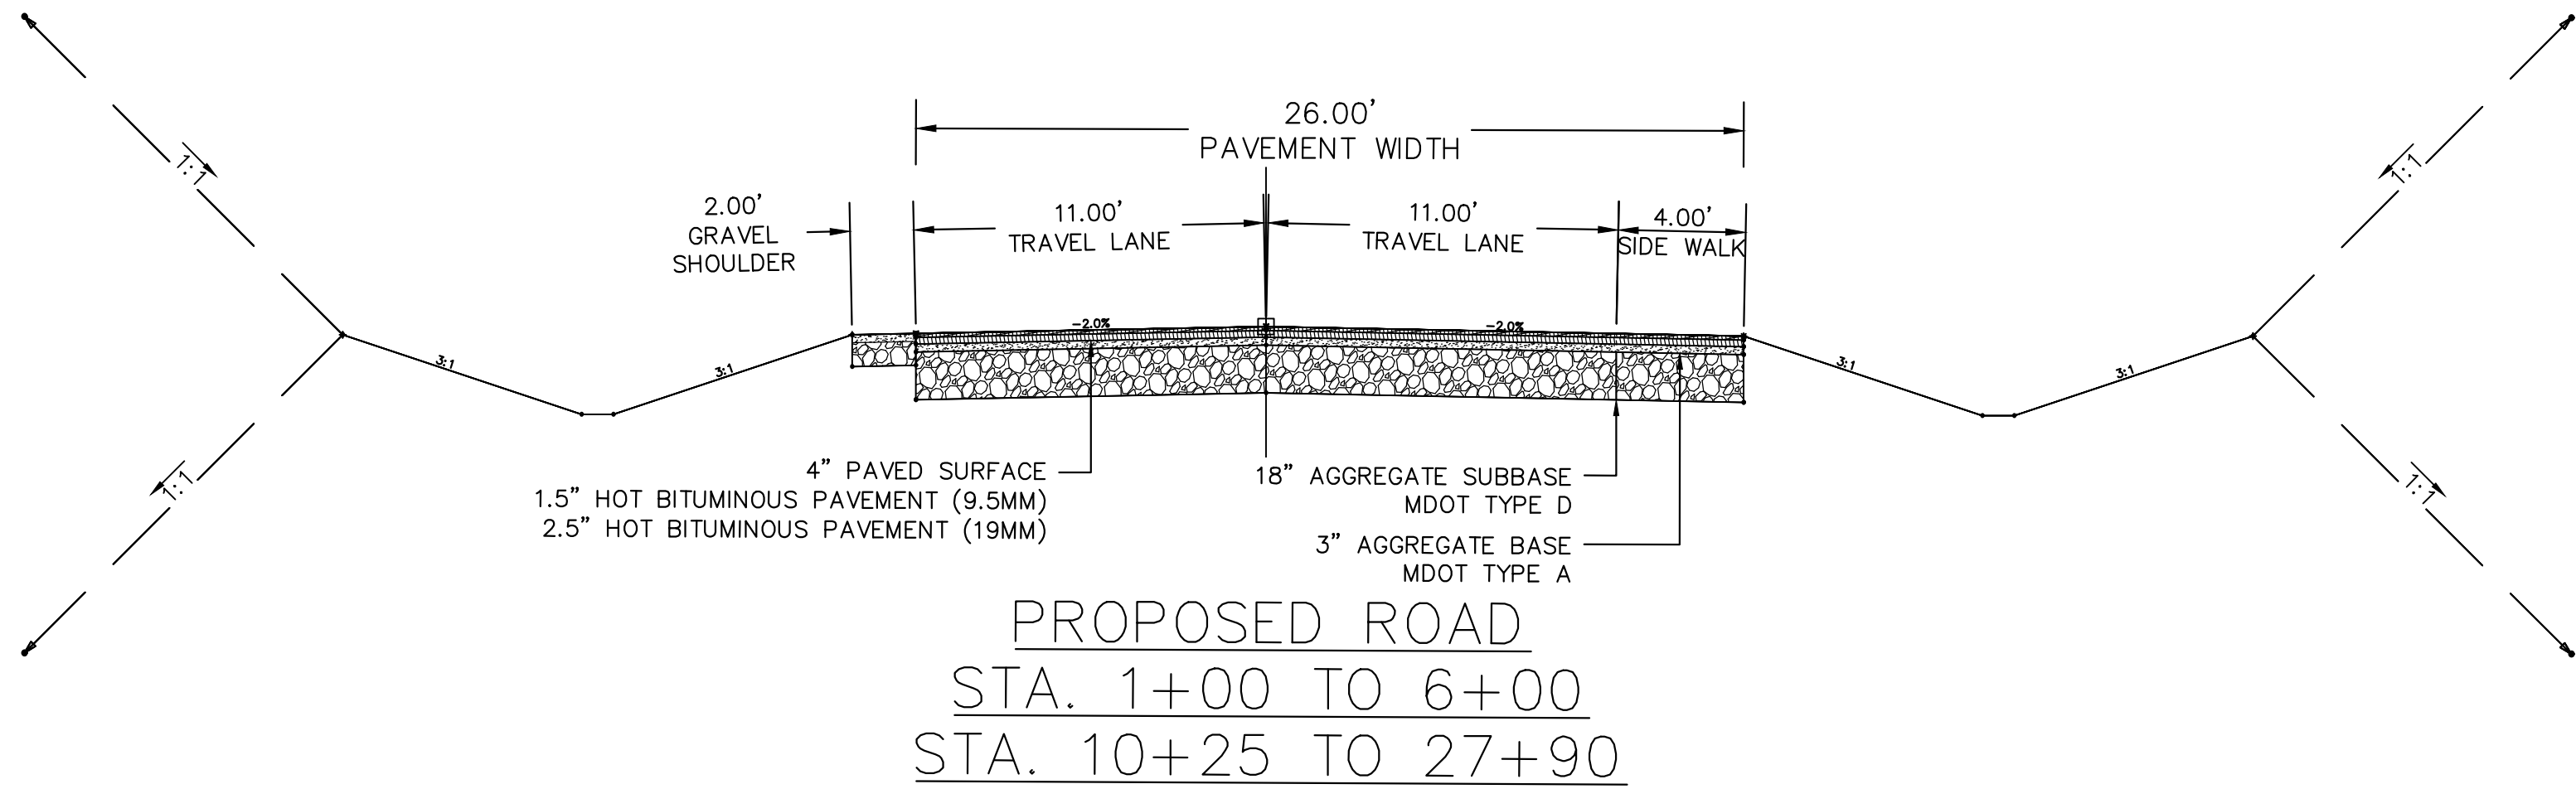 26.00'
PAVEMENT WIDTH
1:1
1:1
2.00'
GRAVEL
SHOULDER
11.00'
TRAVEL LANE
11.00'
TRAVEL LANE
4.00'
SIDE WALK
-2.0%
-2.0%
3:1
3:1
3:1
3:1
1:1
1:1
4” PAVED SURFACE
1.5” HOT BITUMINOUS PAVEMENT (9.5MM)
2.5” HOT BITUMINOUS PAVEMENT (19MM)
18” AGGREGATE SUBBASE
MDOT TYPE D
3” AGGREGATE BASE
MDOT TYPE A
PROPOSED ROAD
STA. 1+00 TO 6+00
STA. 10+25 TO 27+90